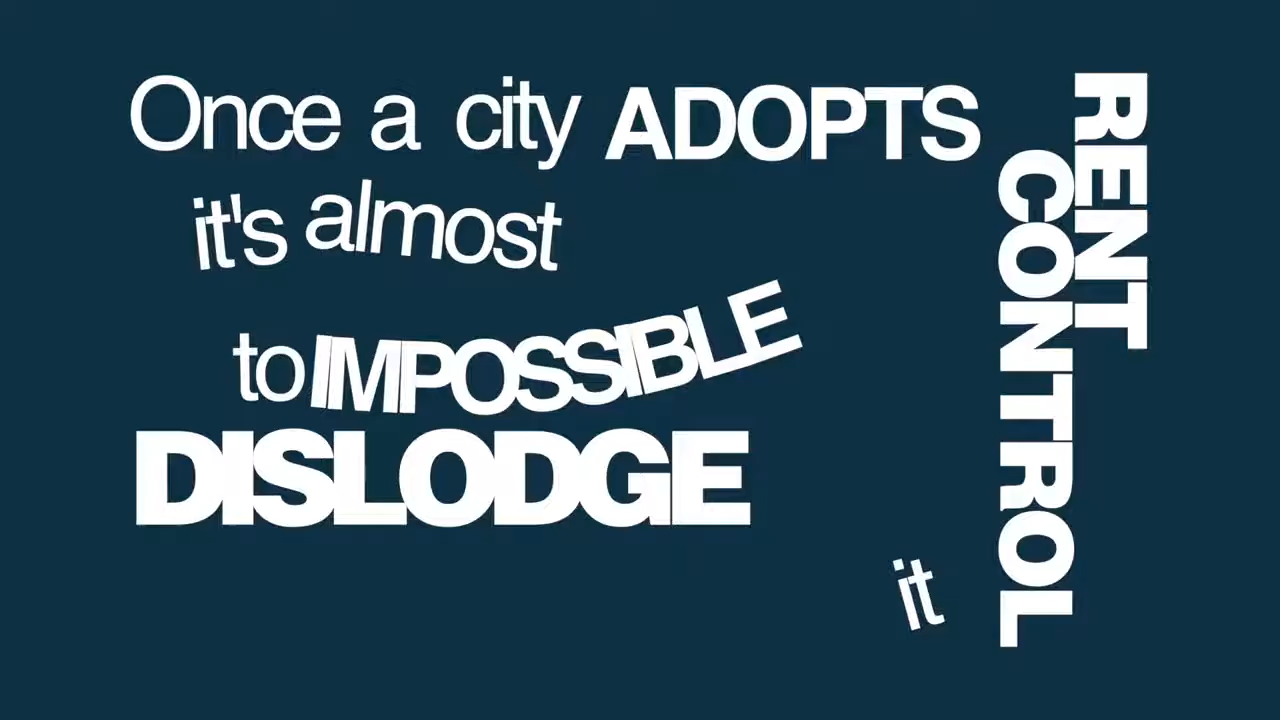 Once a city ADOPTS
RENT
CONTROL
it's almost
to IMPOSSIBLE
DISLODGE
it